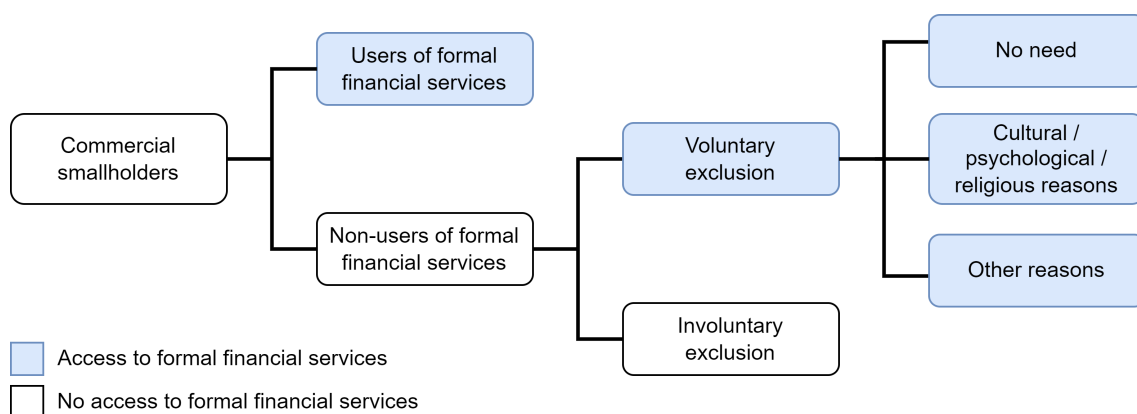 Commercial
smallholders
Users of formal
financial services
Non-users of formal
financial services
Voluntary
exclusion
Involuntary
exclusion
No need
Cultural /
psychological /
religious reasons
Other reasons
Access to formal financial services
No access to formal financial services